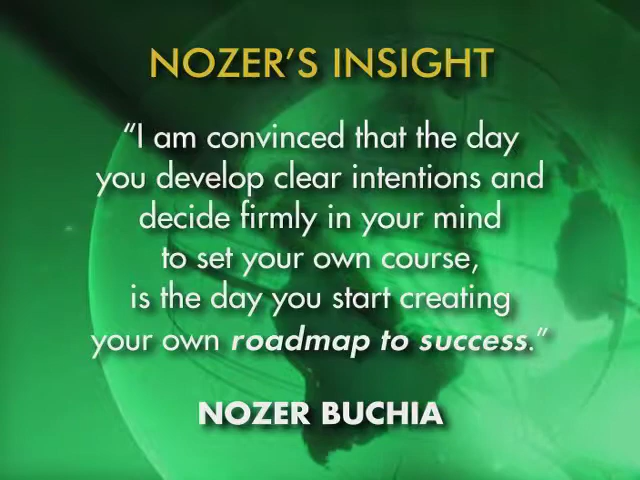 NOZER'S INSIGHT
“I am convinced that the day
you develop clear intentions and
decide firmly in your mind
to set your own course,
is the day you start creating
your own roadmap to success.”
NOZER BUCHIA